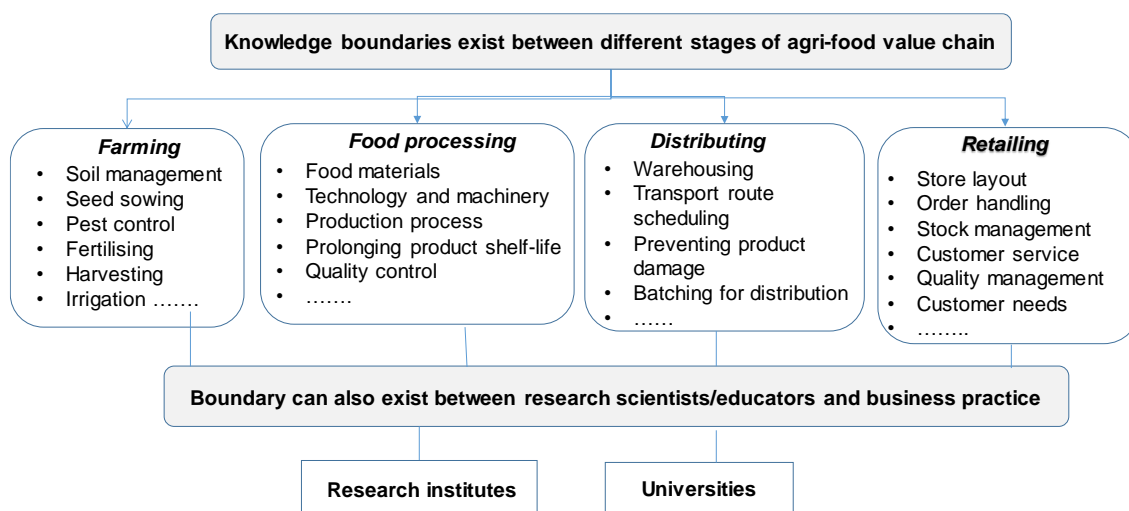 Knowledge boundaries exist between different stages of agri-food value chain
Farming
• Soil management
• Seed sowing
• Pest control
• Fertilising
• Harvesting
• Irrigation …….
Food processing
• Food materials
• Technology and machinery
• Production process
• Prolonging product shelf-life
• Quality control
• …….
Distributing
• Warehousing
• Transport route
scheduling
• Preventing product
damage
• Batching for distribution
• ……
Retailing
• Store layout
• Order handling
• Stock management
• Customer service
• Quality management
• Customer needs
• ……..
Boundary can also exist between research scientists/educators and business practice
Research institutes
Universities